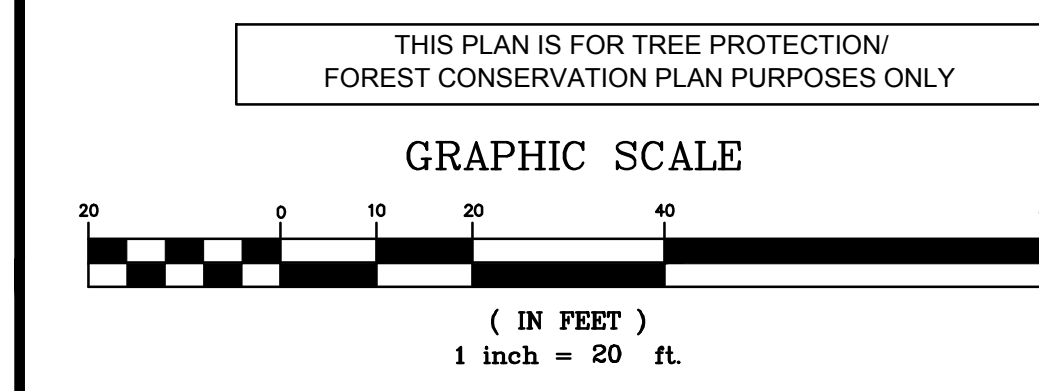 THIS PLAN IS FOR TREE PROTECTION/
FOREST CONSERVATION PLAN PURPOSES ONLY
GRAPHIC SCALE
20 0 10 20 40
( IN FEET )
1 inch = 20 ft.